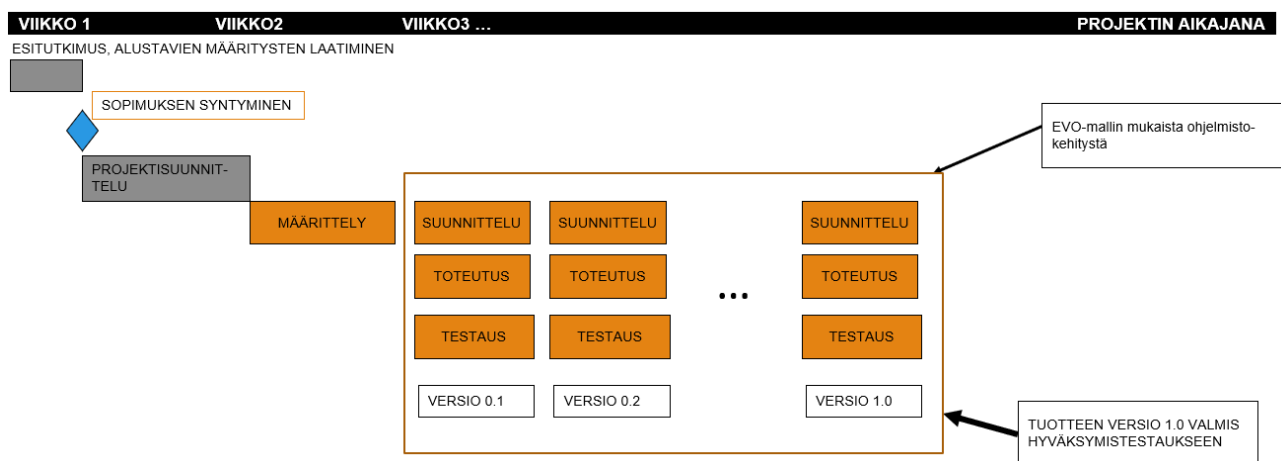 VIIKKO 1 VIIKKO2 VIIKKO3 ... PROJEKTIN AIKAJANA
ESITUTKIMUS, ALUSTAVIEN MÄÄRITYSTEN LAATIMINEN
SOPIMUKSEN SYNTYMINEN
EVO-mallin mukaista ohjelmisto-
kehitystä
PROJEKTISUUNNIT-
TELU
MÄÄRITTELY SUUNNITTELU SUUNNITTELU SUUNNITTELU
TOTEUTUS TOTEUTUS TOTEUTUS
...
TESTAUS TESTAUS TESTAUS
VERSIO 0.1 VERSIO 0.2 VERSIO 1.0
TUOTTEEN VERSIO 1.0 VALMIS
HYVÄKSYMISTESTAUKSEEN